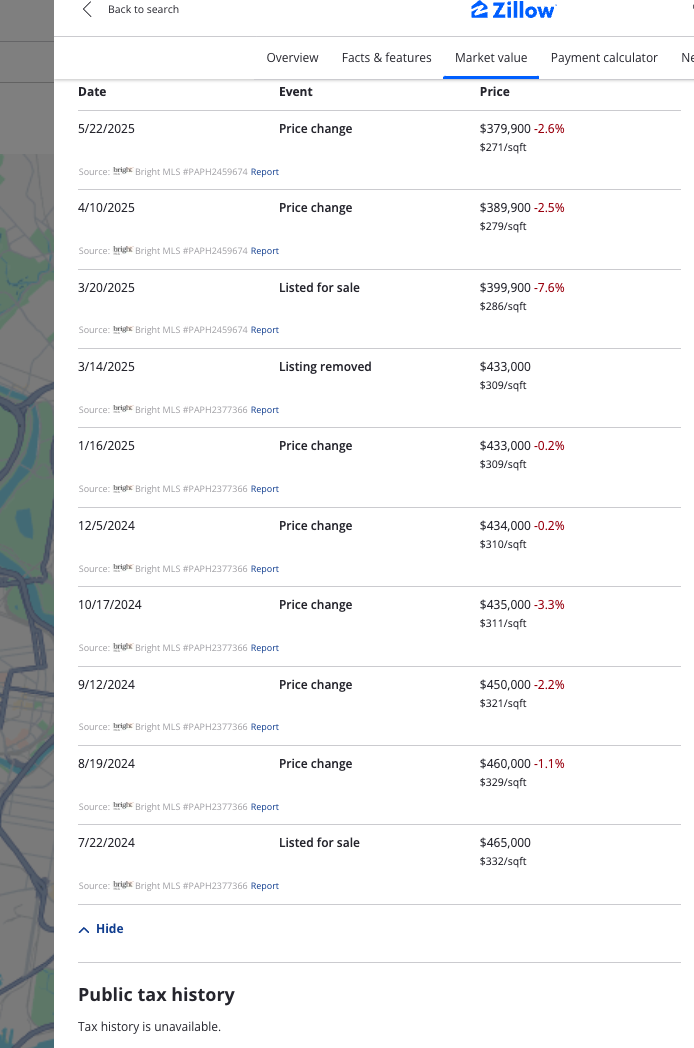 Back to search
Zillow
Overview Facts & features Market value Payment calculator Ne
Date Event Price
5/22/2025 Price change $379,900 -2.6%
$271/sqft
Source: bright Bright MLS #PAPH2459674 Report
4/10/2025 Price change $389,900 -2.5%
$279/sqft
Source: bright Bright MLS #PAPH2459674 Report
3/20/2025 Listed for sale $399,900 -7.6%
$286/sqft
Source: bright Bright MLS #PAPH2459674 Report
3/14/2025 Listing removed $433,000
$309/sqft
Source: bright Bright MLS #PAPH2377366 Report
1/16/2025 Price change $433,000 -0.2%
$309/sqft
Source: bright Bright MLS #PAPH2377366 Report
12/5/2024 Price change $434,000 -0.2%
$310/sqft
Source: bright Bright MLS #PAPH2377366 Report
10/17/2024 Price change $435,000 -3.3%
$311/sqft
Source: bright Bright MLS #PAPH2377366 Report
9/12/2024 Price change $450,000 -2.2%
$321/sqft
Source: bright Bright MLS #PAPH2377366 Report
8/19/2024 Price change $460,000 -1.1%
$329/sqft
Source: bright Bright MLS #PAPH2377366 Report
7/22/2024 Listed for sale $465,000
$332/sqft
Source: bright Bright MLS #PAPH2377366 Report
Hide
Public tax history
Tax history is unavailable.